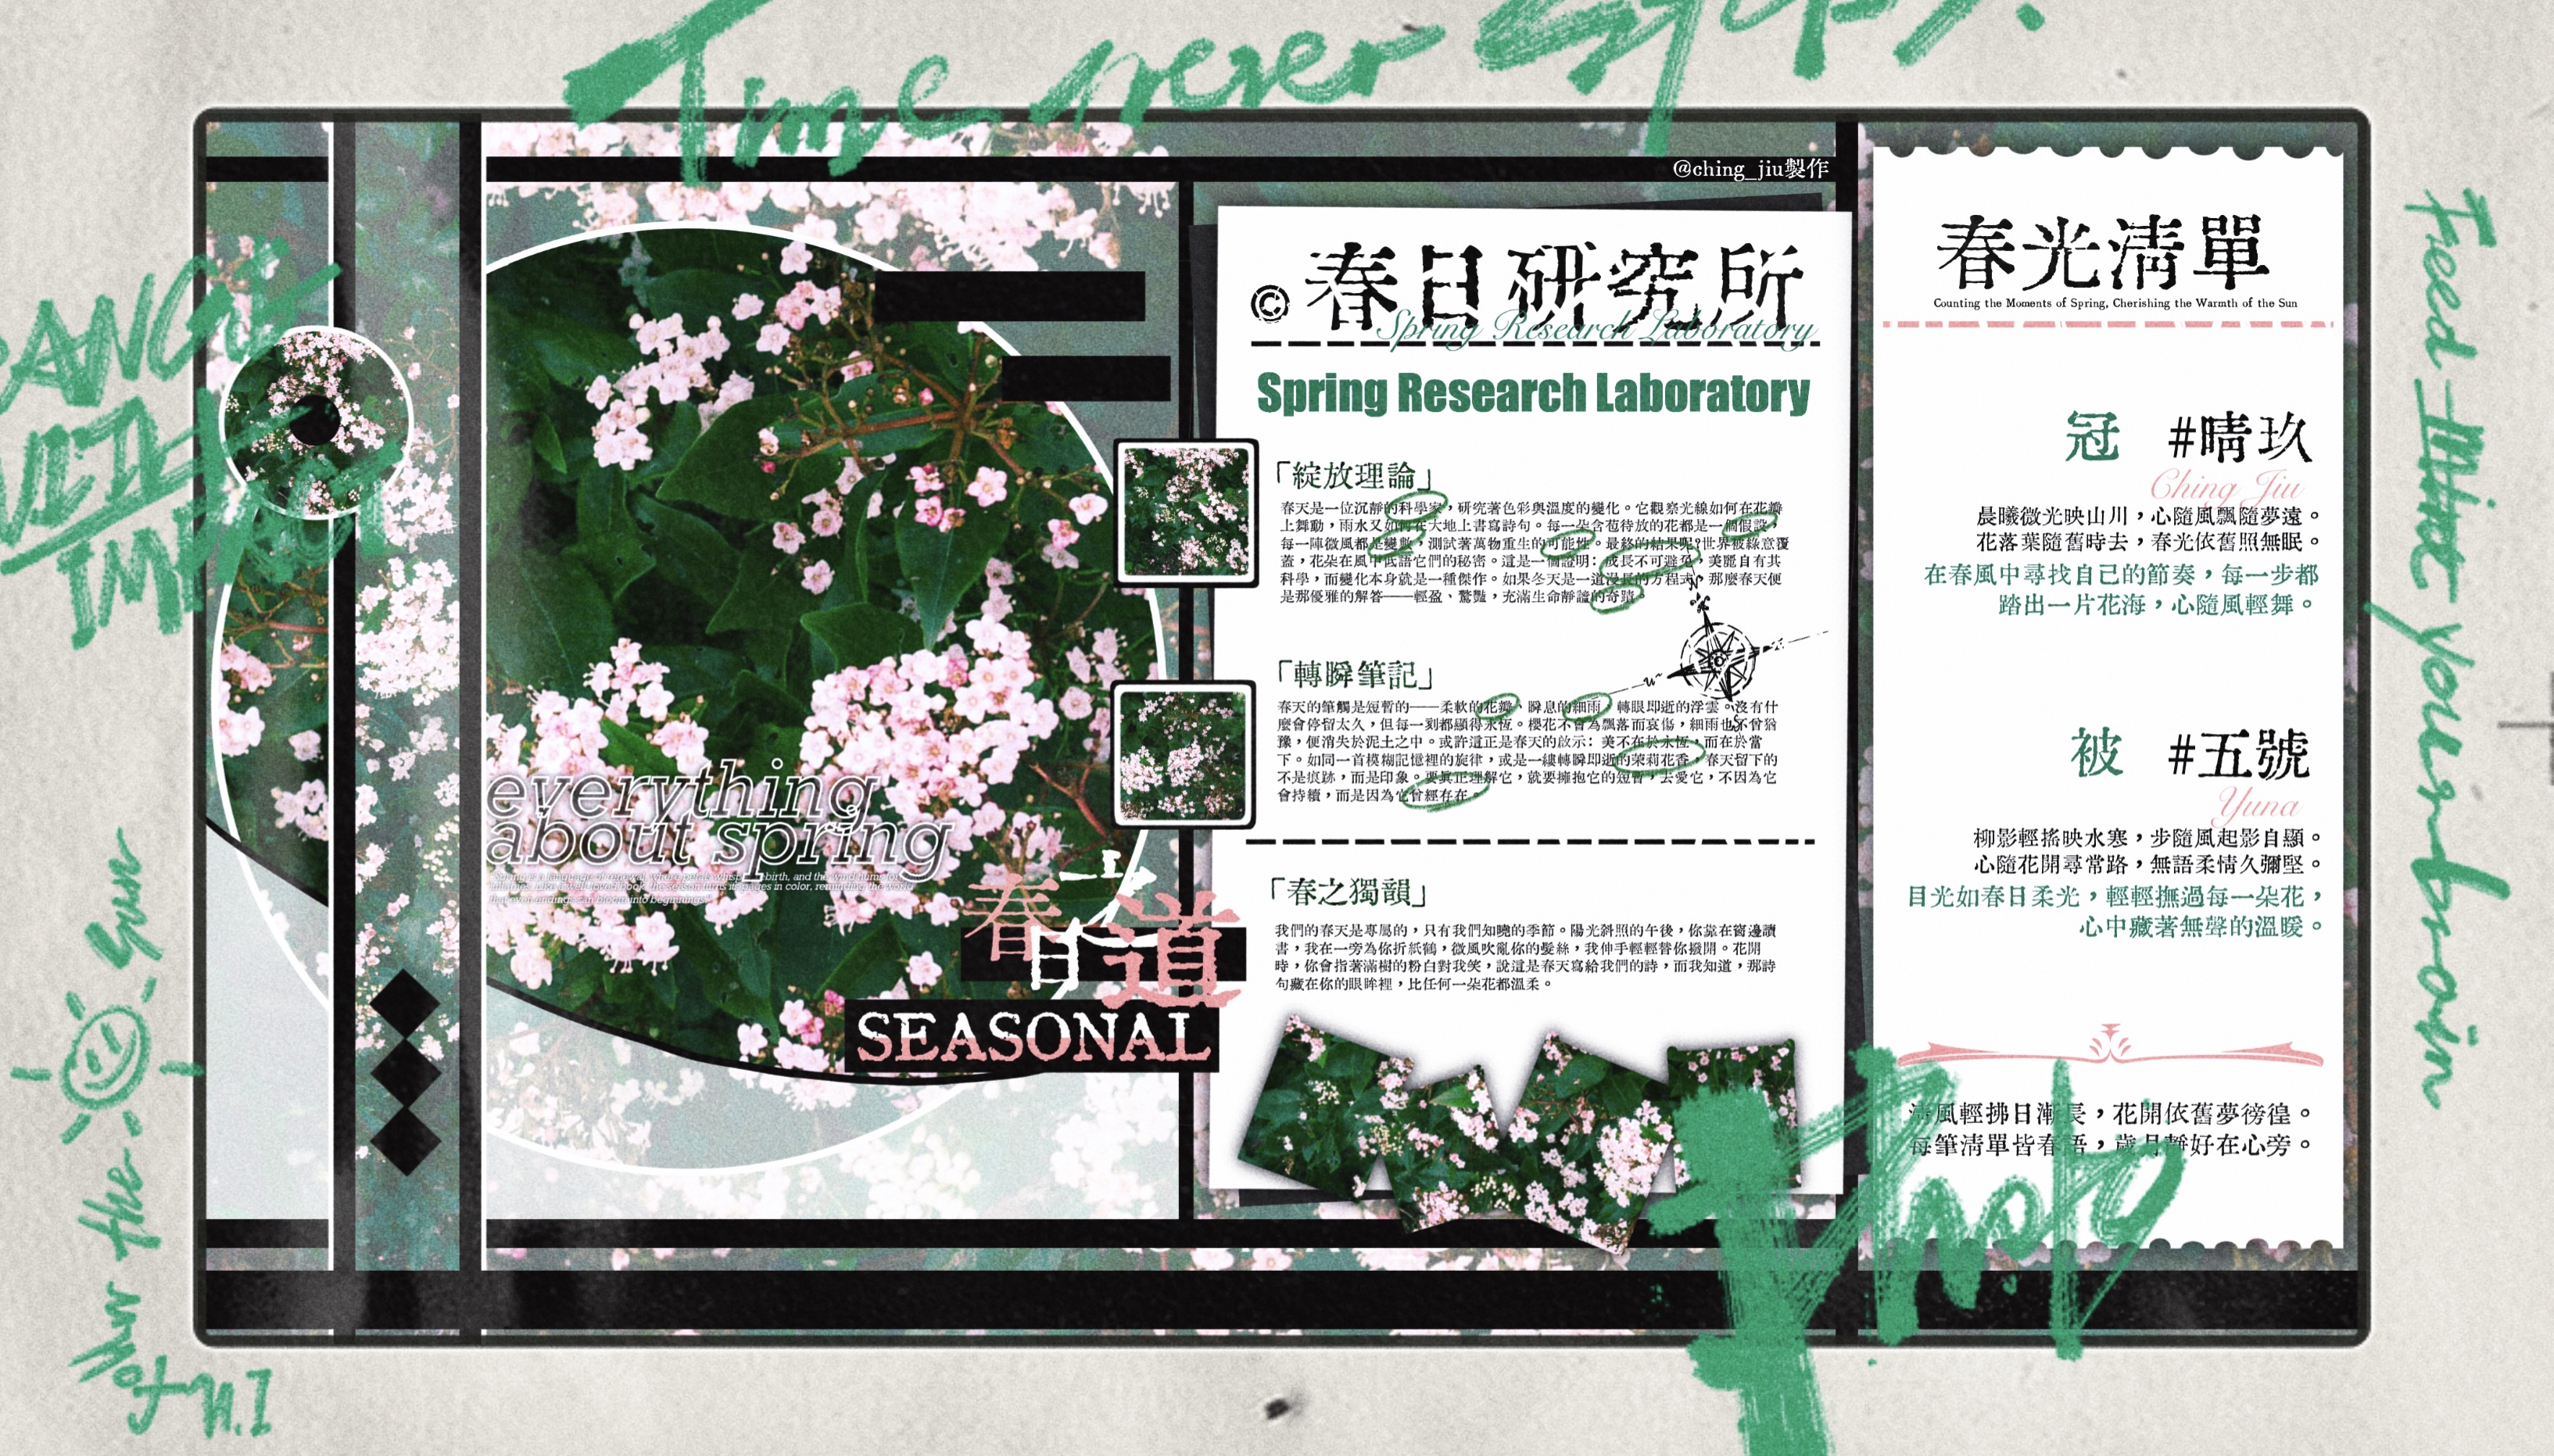 Time never stops.
@ching_jiu製作
everything
about spring
春日
道
SEASONAL
© 春日研究所
Spring Research Laboratory
Spring Research Laboratory
「綻放理論」
春天是一位沉靜的科學家，研究著色彩與溫度的變化。它觀察光線如何在花瓣
上舞動，雨水又如何在大地上書寫詩句。每一朵含苞待放的花都是一個假設，
每一陣微風都是變數，測試著萬物重生的可能性。最終的結果呢？世界被綠意覆
蓋，花朵在風中低語它們的秘密。這是一個證明：成長不可避免，美麗自有其
科學，而變化本身就是一種傑作。如果冬天是一道漫長的方程式，那麼春天便
是那優雅的解答——輕盈、驚豔，充滿生命靜謐的奇蹟。
「轉瞬筆記」
春天的筆觸是短暫的——柔軟的花瓣、瞬息的細雨、轉眼即逝的浮雲。沒有什
麼會停留太久，但每一刻都顯得永恆。櫻花不會為飄落而哀傷，細雨也不曾猶
豫，便消失於泥土之中。或許這正是春天的啟示：美不在於永恆，而在於當
下。如同一首模糊記憶裡的旋律，或是一縷轉瞬即逝的茉莉花香，春天留下的
不是痕跡，而是印象。要真正理解它，就要擁抱它的短暫，去愛它，不因為它
會持續，而是因為它曾經存在。
「春之獨韻」
我們的春天是專屬的，只有我們知曉的季節。陽光斜照的午後，你靠在窗邊讀
書，我在一旁為你折紙鶴，微風吹亂你的髮絲，我伸手輕輕替你撥開。花開
時，你會指著滿樹的粉白對我笑，說這是春天寫給我們的詩，而我知道，那詩
句藏在你的眼眸裡，比任何一朵花都溫柔。
春光清單
Counting the Moments of Spring, Cherishing the Warmth of the Sun
冠 #晴玖
Ching Jiu
晨曦微光映山川，心隨風飄隨夢遠。
花落葉隨舊時去，春光依舊照無眠。
在春風中尋找自己的節奏，每一步都
踏出一片花海，心隨風輕舞。
被 #五號
Yuna
柳影輕搖映水寒，步隨風起影自顯。
心隨花開尋常路，無語柔情久彌堅。
目光如春日柔光，輕輕撫過每一朵花，
心中藏著無聲的溫暖。
清風輕拂日漸長，花開依舊夢徬徨。
每筆清單皆春語，歲月靜好在心旁。
Feed your brain
the
sun